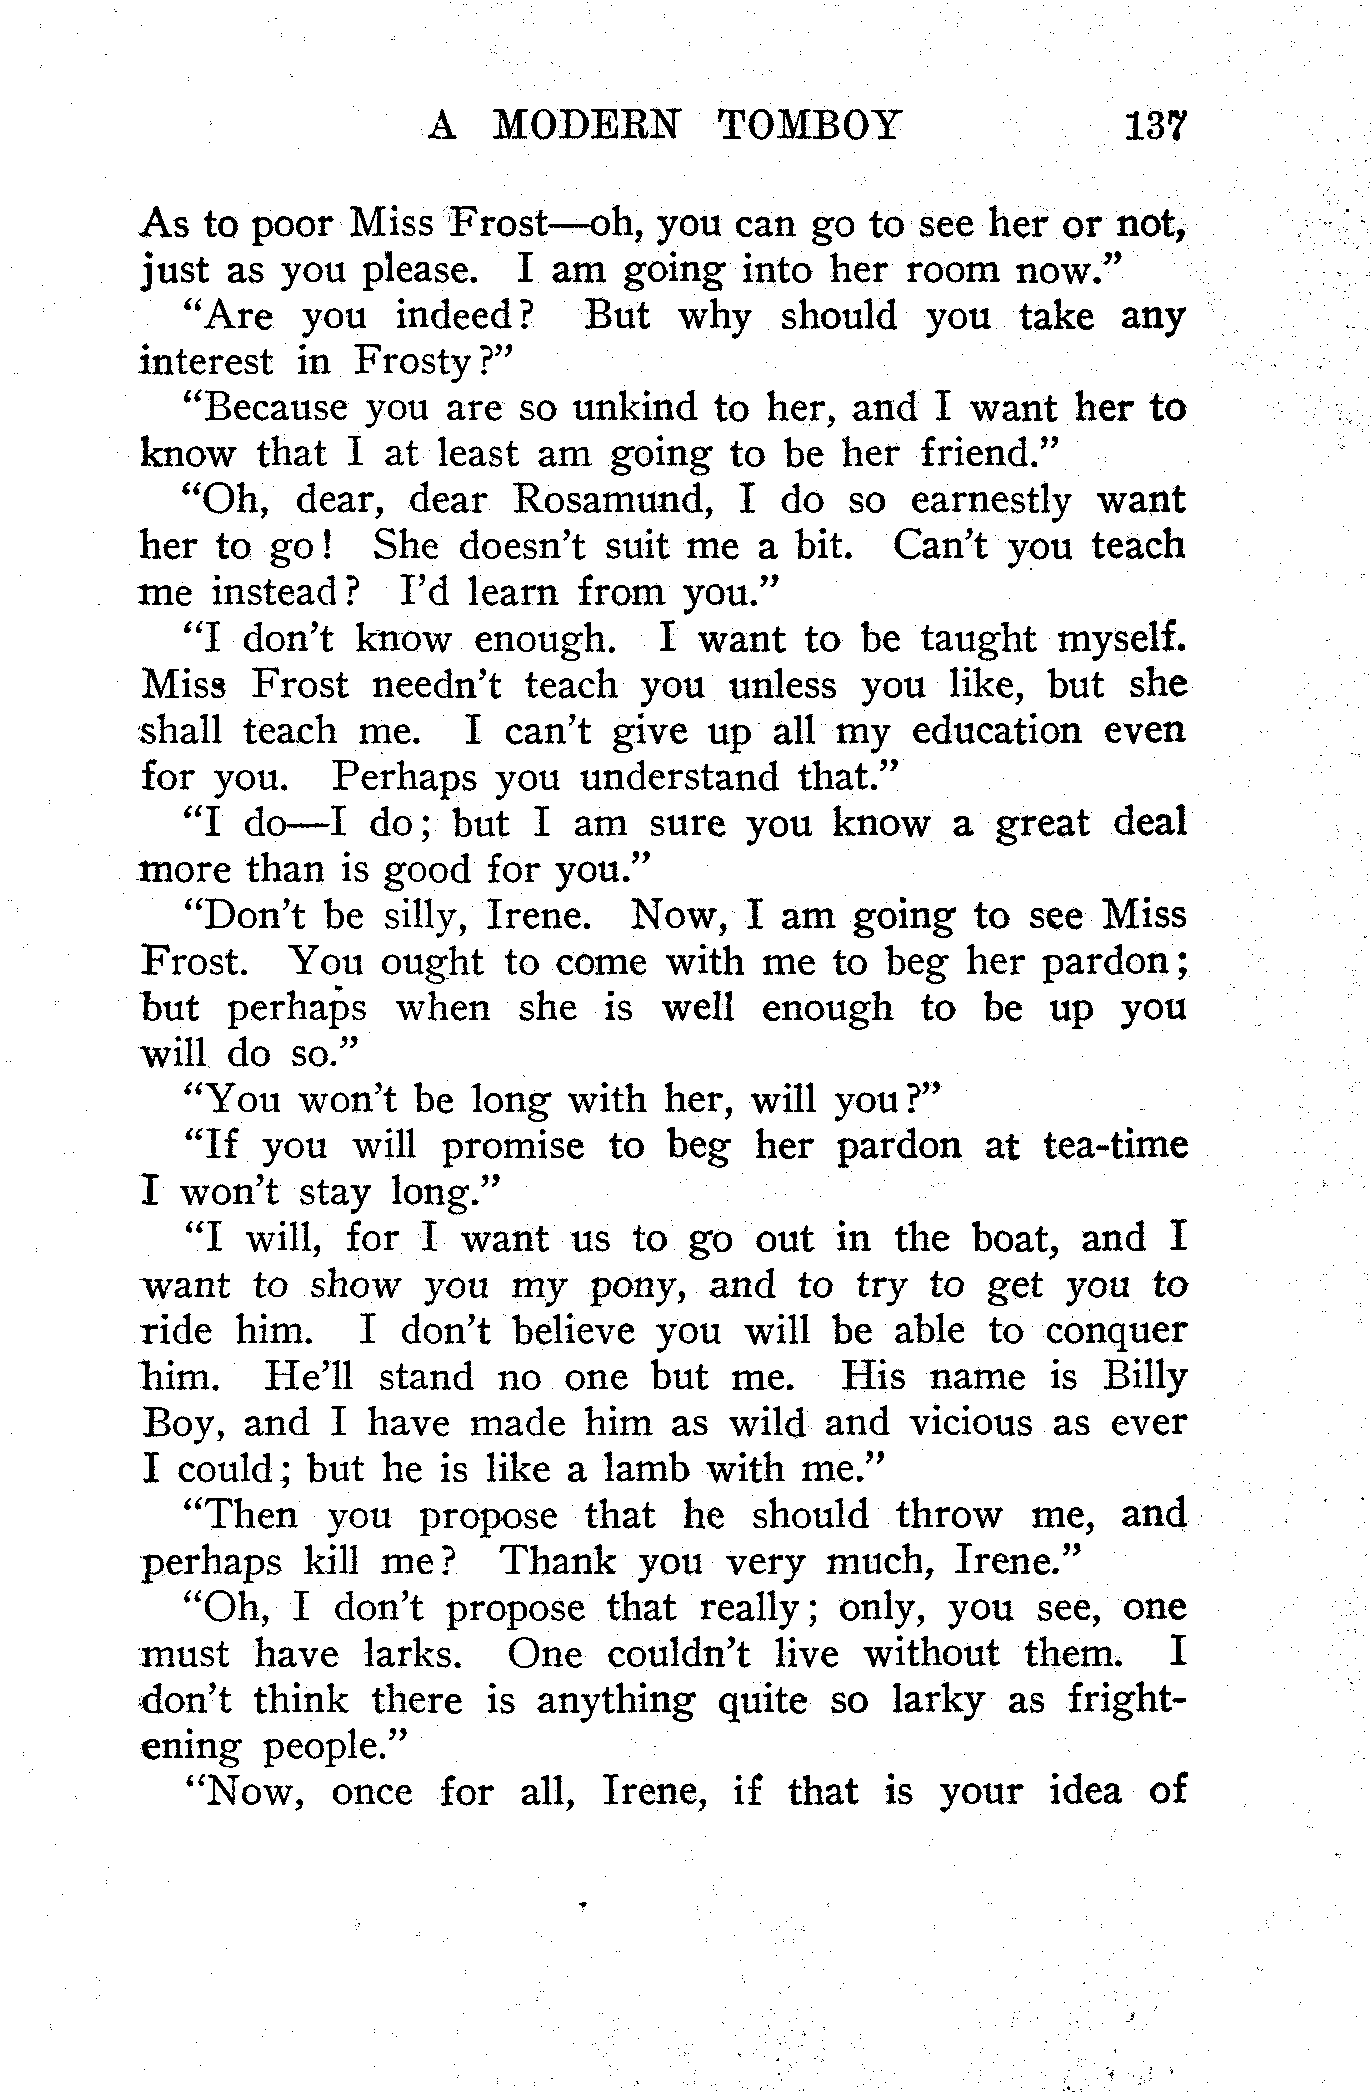 A MODERN TOMBOY 137
As to poor Miss Frost—oh, you can go to see her or not,
just as you please. I am going into her room now.”
“Are you indeed? But why should you take any
interest in Frosty?”
“Because you are so unkind to her, and I want her to
know that I at least am going to be her friend.”
“Oh, dear, dear Rosamund, I do so earnestly want
her to go! She doesn’t suit me a bit. Can’t you teach
me instead? I’d learn from you.”
“I don’t know enough. I want to be taught myself.
Miss Frost needn’t teach you unless you like, but she
shall teach me. I can’t give up all my education even
for you. Perhaps you understand that.”
“I do—I do; but I am sure you know a great deal
more than is good for you.”
“Don’t be silly, Irene. Now, I am going to see Miss
Frost. You ought to come with me to beg her pardon;
but perhaps when she is well enough to be up you
will do so.”
“You won’t be long with her, will you?”
“If you will promise to beg her pardon at tea-time
I won’t stay long.”
“I will, for I want us to go out in the boat, and I
want to show you my pony, and to try to get you to
ride him. I don’t believe you will be able to conquer
him. He’ll stand no one but me. His name is Billy
Boy, and I have made him as wild and vicious as ever
I could; but he is like a lamb with me.”
“Then you propose that he should throw me, and
perhaps kill me? Thank you very much, Irene.”
“Oh, I don’t propose that really; only, you see, one
must have larks. One couldn’t live without them. I
don’t think there is anything quite so larky as fright-
ening people.”
“Now, once for all, Irene, if that is your idea of